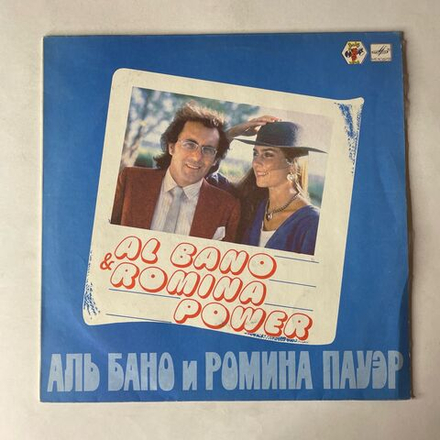 AL BANO
& ROMINA
POWER
АЛЬ БАНО и РОМИНА ПАУЭР